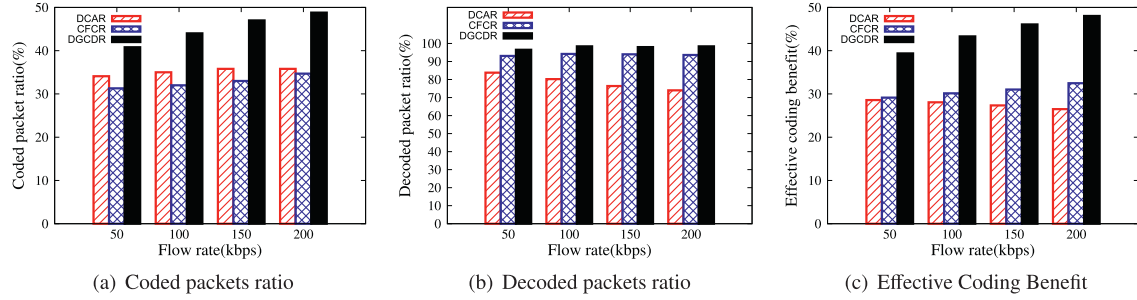 DCAR
CFCR
DGCDR
Coded packet ratio(%)
50
40
30
20
10
0
50 100 150 200
Flow rate(kbps)
(a) Coded packets ratio
DCAR
CFCR
DGCDR
Decoded packet ratio(%)
100
90
80
70
60
50
40
30
20
10
0
50 100 150 200
Flow rate(kbps)
(b) Decoded packets ratio
DCAR
CFCR
DGCDR
Effective coding benefit(%)
50
40
30
20
10
0
50 100 150 200
Flow rate(kbps)
(c) Effective Coding Benefit